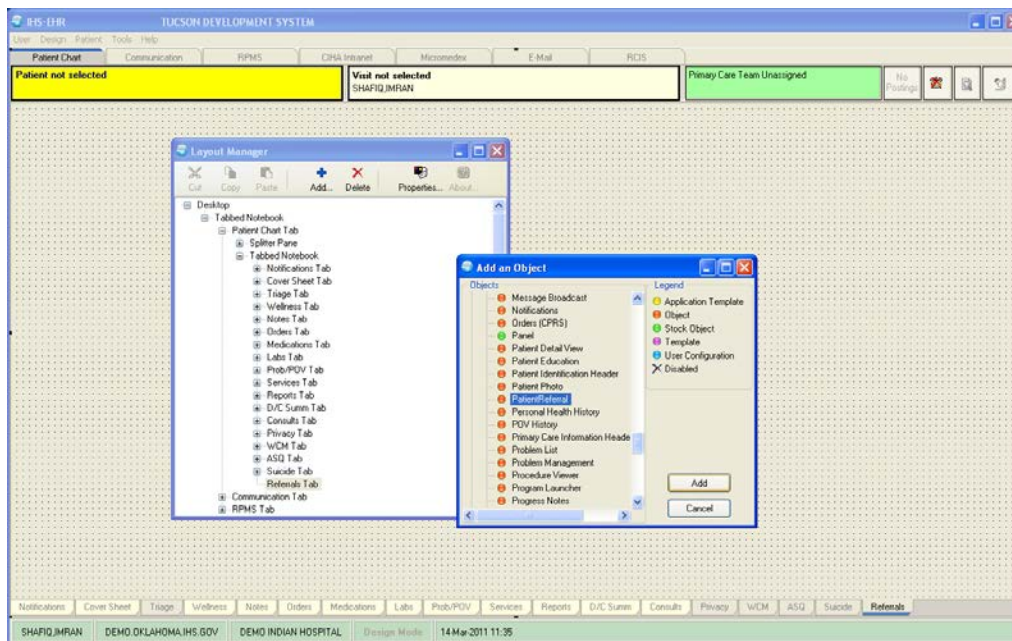 IHS-EHR TUCSON DEVELOPMENT SYSTEM
User Design Patient Tools Help
Patient Chart Communication RPMS CIHA Intranet Micromedex E-Mail RCIS
Patient not selected
Visit not selected
SHAFIQ,IMRAN
Primary Care Team Unassigned
No Postings
Layout Manager
Cut Copy Paste Add... Delete Properties... About...
Desktop
Tabbed Notebook
Patient Chart Tab
Splitter Pane
Tabbed Notebook
Notifications Tab
Cover Sheet Tab
Triage Tab
Wellness Tab
Notes Tab
Orders Tab
Medications Tab
Labs Tab
Prob/POV Tab
Services Tab
Reports Tab
D/C Summ Tab
Consults Tab
Privacy Tab
WCM Tab
ASQ Tab
Suicide Tab
Referrals Tab
Communication Tab
RPMS Tab
Add an Object
Objects
Message Broadcast
Notifications
Orders (CPRS)
Panel
Patient Detail View
Patient Education
Patient Identification Header
Patient Photo
PatientReferral
Personal Health History
POV History
Primary Care Information Heade
Problem List
Problem Management
Procedure Viewer
Program Launcher
Progress Notes
Legend
Application Template
Object
Stock Object
Template
User Configuration
Disabled
Add
Cancel
Notifications Cover Sheet Triage Wellness Notes Orders Medications Labs Prob/POV Services Reports D/C Summ Consults Privacy WCM ASQ Suicide Referrals
SHAFIQ,IMRAN DEMO.OKLAHOMA.IHS.GOV DEMO INDIAN HOSPITAL Design Mode 14-Mar-2011 11:35